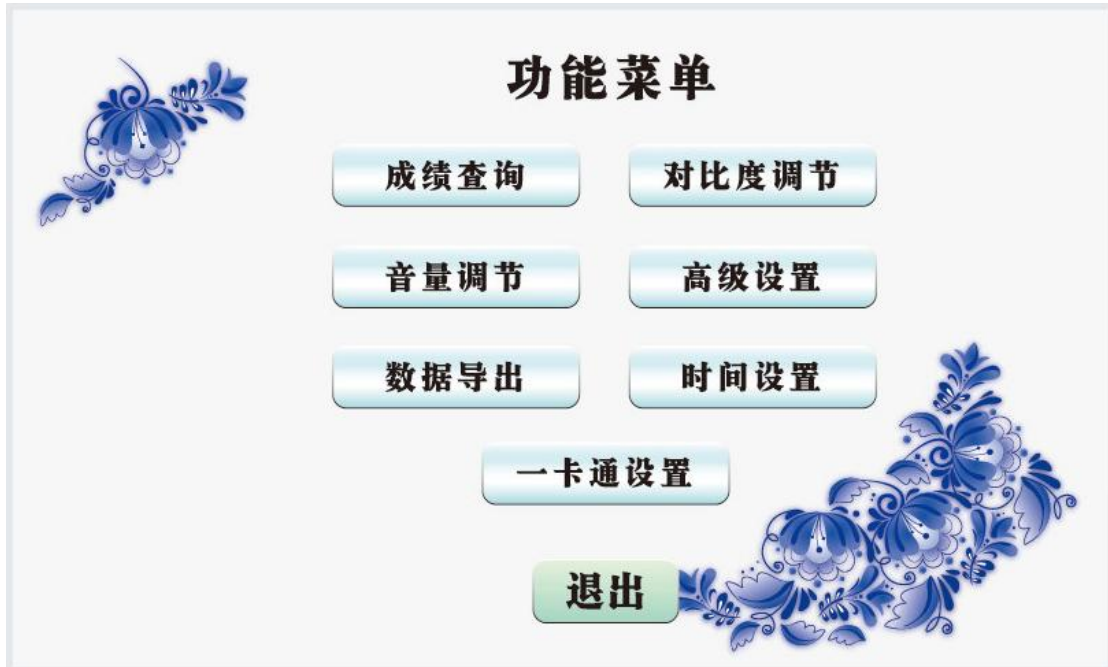 功能菜单
成绩查询 对比度调节
音量调节 高级设置
数据导出 时间设置
一卡通设置
退出